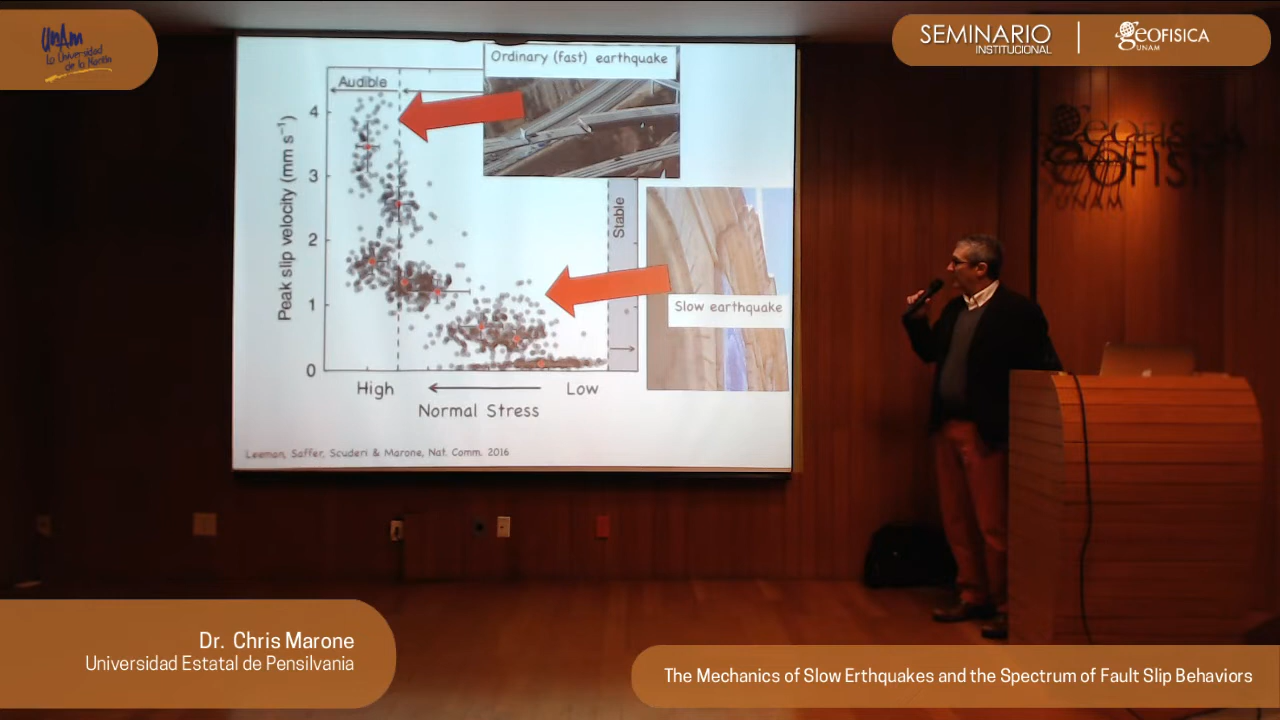 UNAM
La Universidad
de la Nación
SEMINARIO
INSTITUCIONAL
GEOFISICA
UNAM
Ordinary (fast) earthquake
Audible
Peak slip velocity (mm s⁻¹)
4
3
2
1
0
Stable
Slow earthquake
High
Low
Normal Stress
Leeman, Saffer, Scuderi & Marone, Nat. Comm. 2016
GEOFISI
UNAM
Dr. Chris Marone
Universidad Estatal de Pensilvania
The Mechanics of Slow Erthquakes and the Spectrum of Fault Slip Behaviors